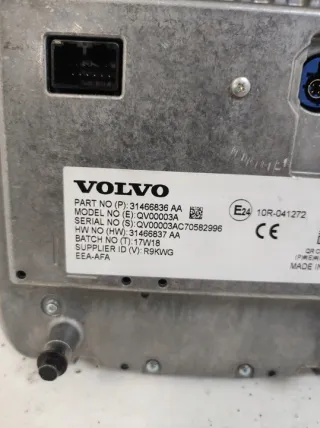 VOLVO
PART NO (P): 31466836 AA
MODEL NO (E): QV00003A
SERIAL NO (S): QV00003AC70582996
HW NO (HW): 31466837 AA
BATCH NO (T): 17W18
SUPPLIER ID (V): R9KWG
EEA-AFA
E24 10R-041272
CE
MADE IN